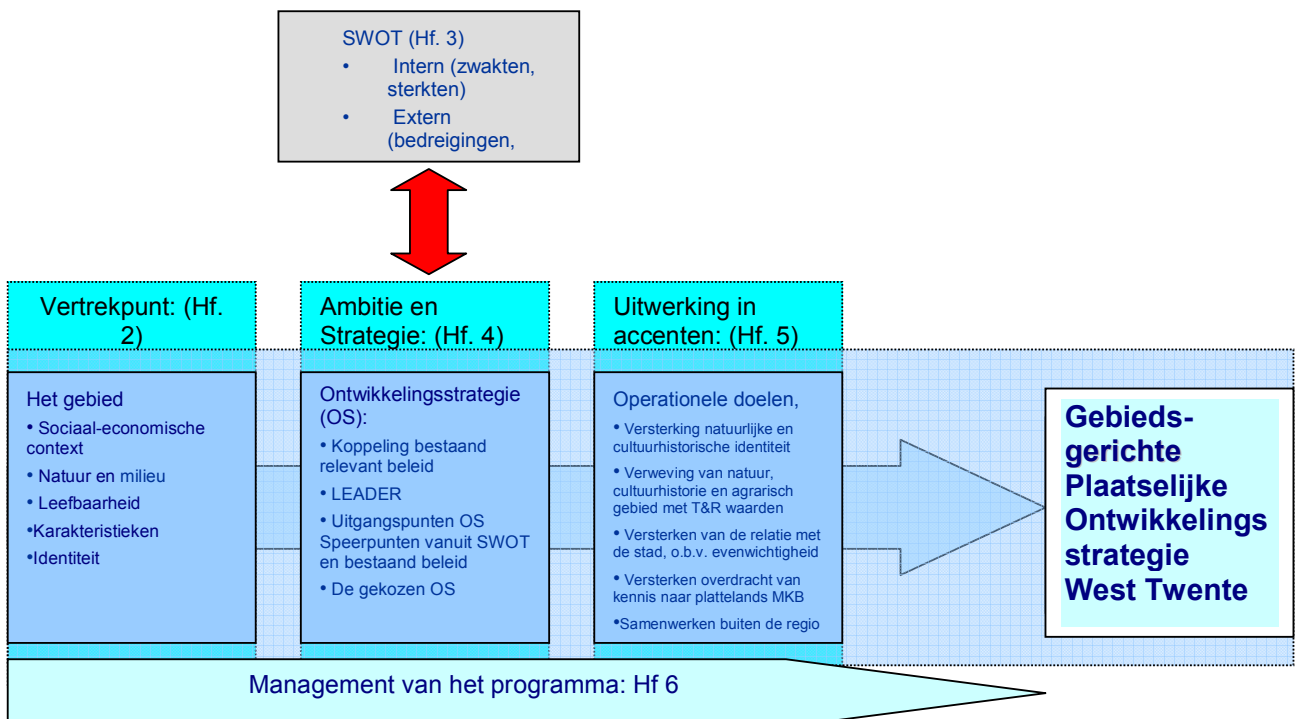 SWOT (Hf. 3)
• Intern (zwakten,
sterkten)
• Extern
(bedreigingen,
Vertrekpunt: (Hf.
2)
Het gebied
• Sociaal-economische
context
• Natuur en milieu
• Leefbaarheid
•Karakteristieken
•Identiteit
Ambitie en
Strategie: (Hf. 4)
Ontwikkelingsstrategie
(OS):
• Koppeling bestaand
relevant beleid
• LEADER
• Uitgangspunten OS
Speerpunten vanuit SWOT
en bestaand beleid
• De gekozen OS
Uitwerking in
accenten: (Hf. 5)
Operationele doelen,
• Versterking natuurlijke en
cultuurhistorische identiteit
• Verweving van natuur,
cultuurhistorie en agrarisch
gebied met T&R waarden
• Versterken van de relatie met
de stad, o.b.v. evenwichtigheid
• Versterken overdracht van
kennis naar plattelands MKB
•Samenwerken buiten de regio
Gebieds-
gerichte
Plaatselijke
Ontwikkelings
strategie
West Twente
Management van het programma: Hf 6